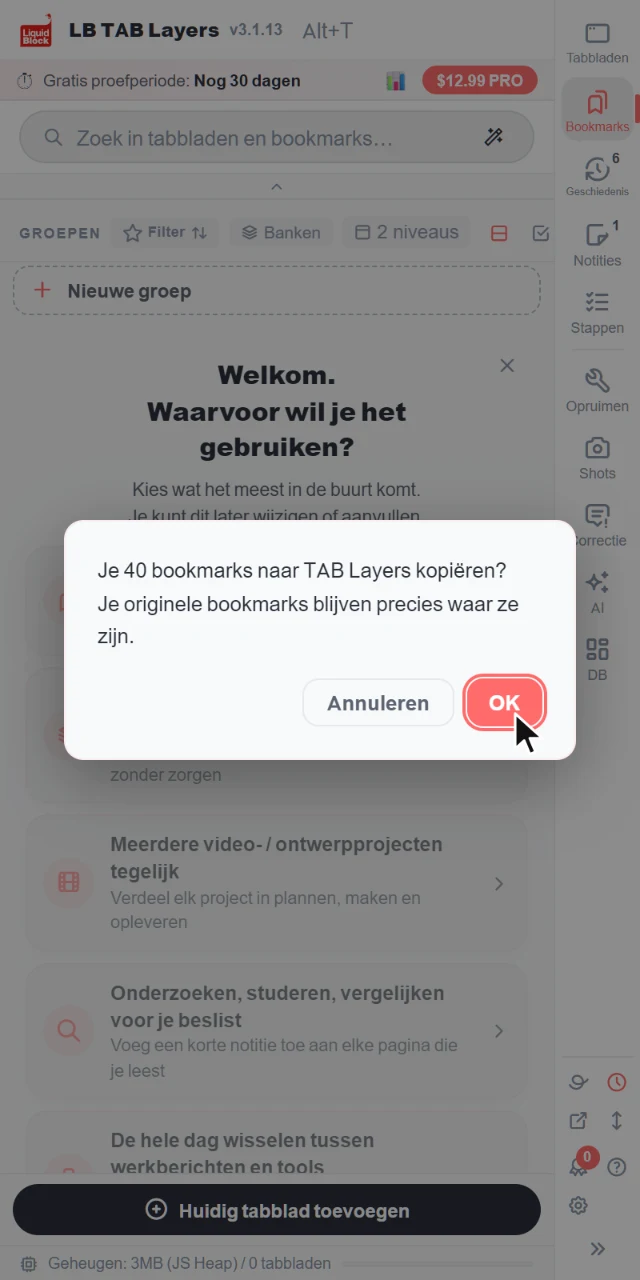 Liquid
Block
LB TAB Layers v3.1.13 Alt+T
Gratis proefperiode: Nog 30 dagen
$12.99 PRO
Zoek in tabbladen en bookmarks…
GROEPEN
Filter
Banken
2 niveaus
Nieuwe groep
Welkom.
Waarvoor wil je het
gebruiken?
Kies wat het meest in de buurt komt.
Je kunt dit later wijzigen of aanvullen
Je 40 bookmarks naar TAB Layers kopiëren?
Je originele bookmarks blijven precies waar ze
zijn.
Annuleren
OK
zonder zorgen
Meerdere video- / ontwerpprojecten
tegelijk
Verdeel elk project in plannen, maken en
opleveren
Onderzoeken, studeren, vergelijken
voor je beslist
Voeg een korte notitie toe aan elke pagina die
je leest
De hele dag wisselen tussen
werkberichten en tools
Huidig tabblad toevoegen
Geheugen: 3MB (JS Heap) / 0 tabbladen
Tabbladen
Bookmarks
6
Geschiedenis
1
Notities
Stappen
Opruimen
Shots
Correctie
AI
DB
0